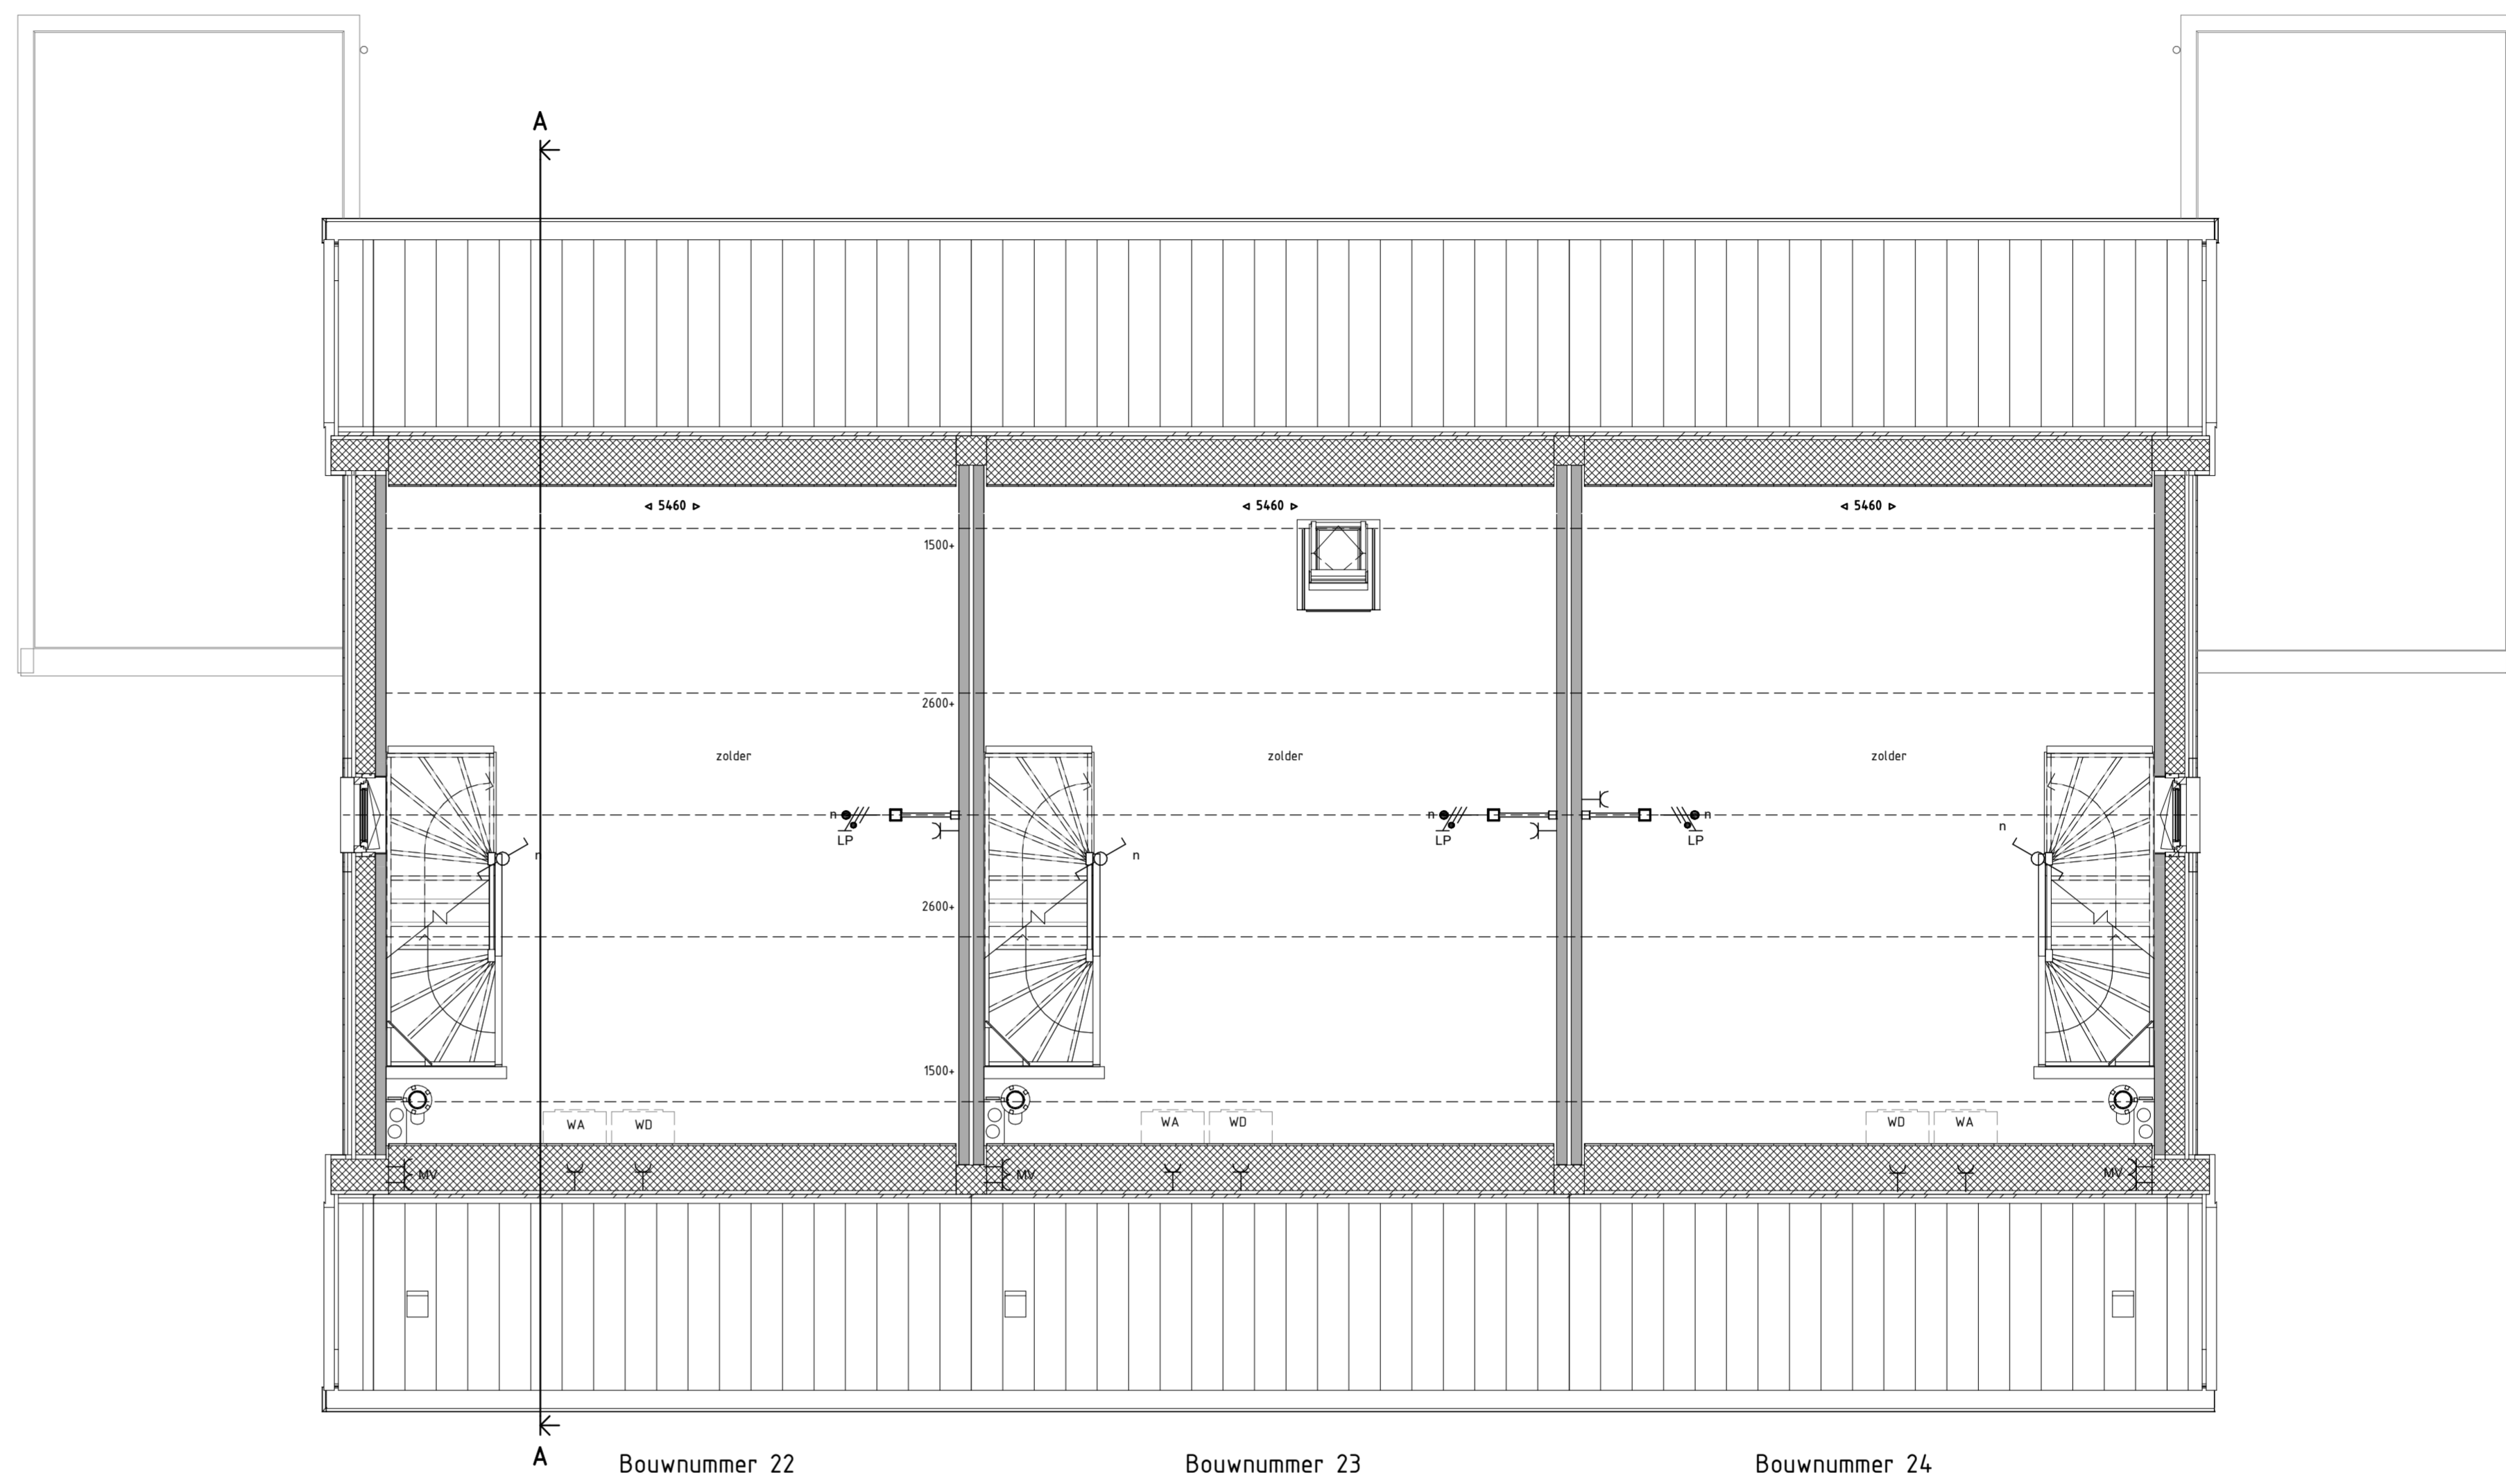 A
◁ 5460 ▷ ◁ 5460 ▷ ◁ 5460 ▷
1500+
2600+
zolder zolder zolder
n n n
LP LP LP
n n n
2600+
1500+
WA WD WA WD WD WA
MV MV MV
A
Bouwnummer 22 Bouwnummer 23 Bouwnummer 24